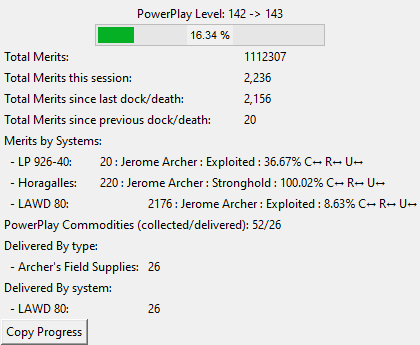 PowerPlay Level: 142 -> 143
16.34 %
Total Merits: 1112307
Total Merits this session: 2,236
Total Merits since last dock/death: 2,156
Total Merits since previous dock/death: 20
Merits by Systems:
- LP 926-40: 20 : Jerome Archer : Exploited : 36.67% C↔ R↔ U↔
- Horagalles: 220 : Jerome Archer : Stronghold : 100.02% C↔ R↔ U↔
- LAWD 80: 2176 : Jerome Archer : Exploited : 8.63% C↔ R↔ U↔
PowerPlay Commodities (collected/delivered): 52/26
Delivered By type:
- Archer's Field Supplies: 26
Delivered By system:
- LAWD 80: 26
Copy Progress